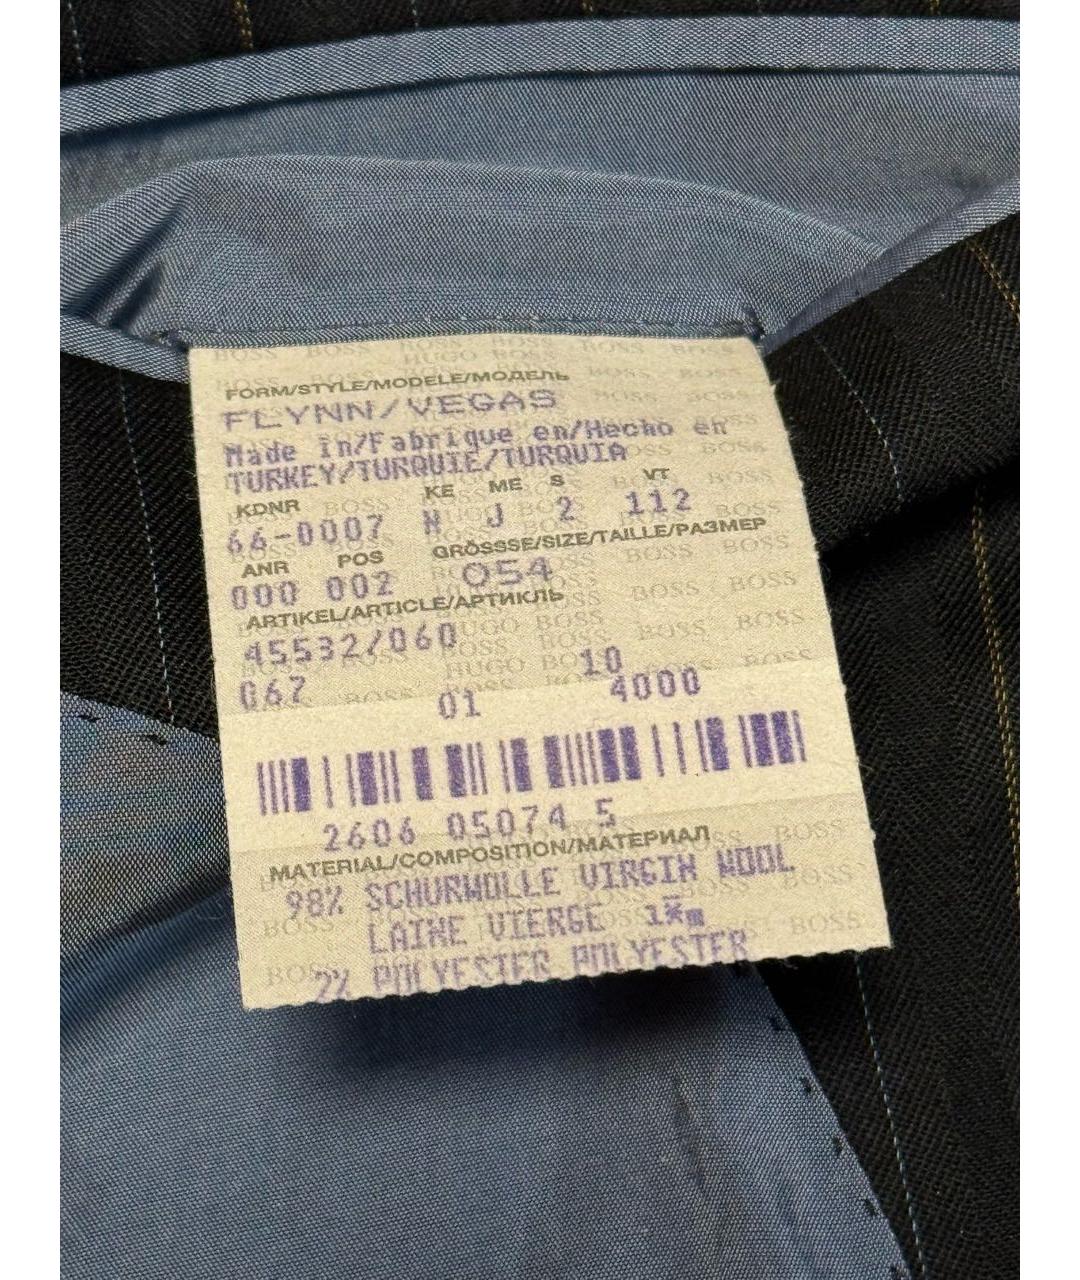 FORM/STYLE/MODELE/МОДЕЛЬ
FLYNN/VEGAS
Made in/Fabrique en/Hecho en
TURKEY/TURQUIE/TURQUIA
KDNR KE ME S VT
66-0007 N J 2 112
ANR POS GRÖSSSE/SIZE/TAILLE/РАЗМЕР
000 002 054
ARTIKEL/ARTICLE/АРТИКЛЬ
45532/060 10
067 01 4000
2606 05074 5
MATERIAL/COMPOSITION/МАТЕРИАЛ
98% SCHURWOLLE VIRGIN WOOL
LAINE VIERGE
2% POLYESTER POLYESTER